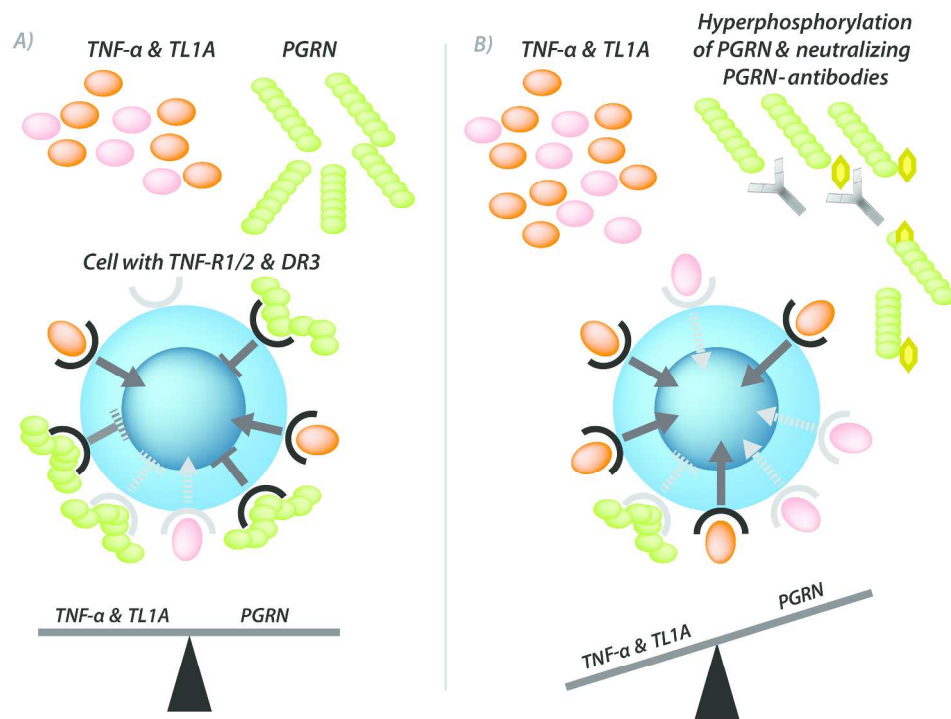 A)
TNF-α & TL1A PGRN
Cell with TNF-R1/2 & DR3
TNF-α & TL1A PGRN
B)
TNF-α & TL1A
Hyperphosphorylation
of PGRN & neutralizing
PGRN-antibodies
TNF-α & TL1A
PGRN